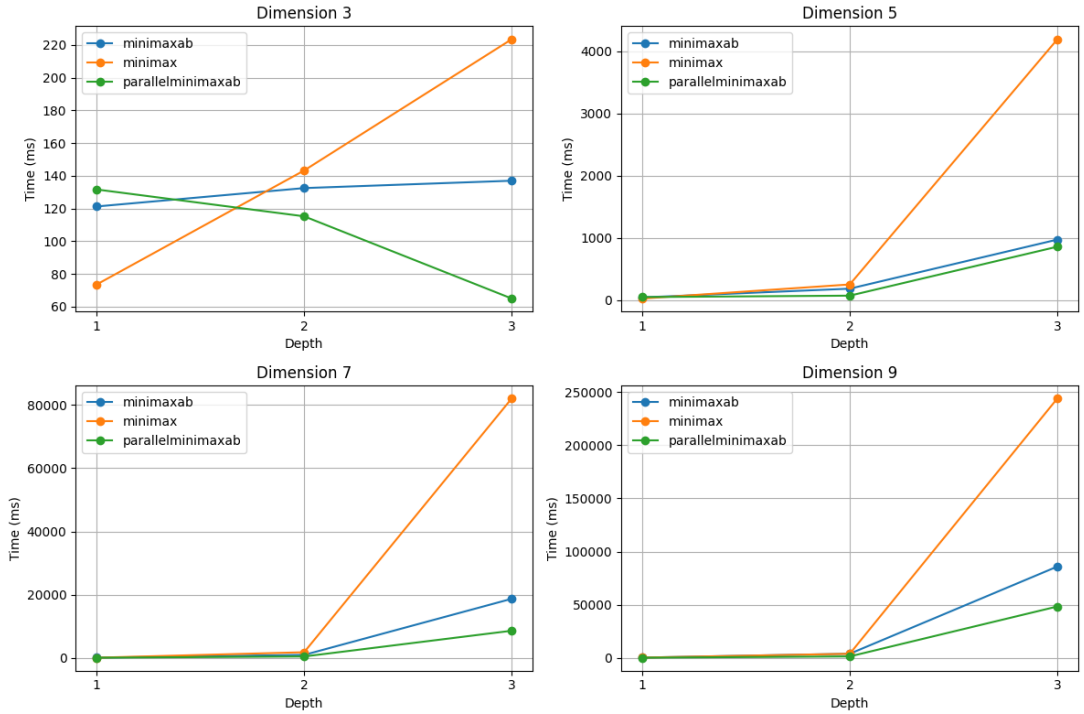 Dimension 3
minimaxab
minimax
parallelminimaxab
220
200
180
160
140
120
100
80
60
Time (ms)
1
2
3
Depth
Dimension 5
minimaxab
minimax
parallelminimaxab
4000
3000
2000
1000
0
Time (ms)
1
2
3
Depth
Dimension 7
minimaxab
minimax
parallelminimaxab
80000
60000
40000
20000
0
Time (ms)
1
2
3
Depth
Dimension 9
minimaxab
minimax
parallelminimaxab
250000
200000
150000
100000
50000
0
Time (ms)
1
2
3
Depth